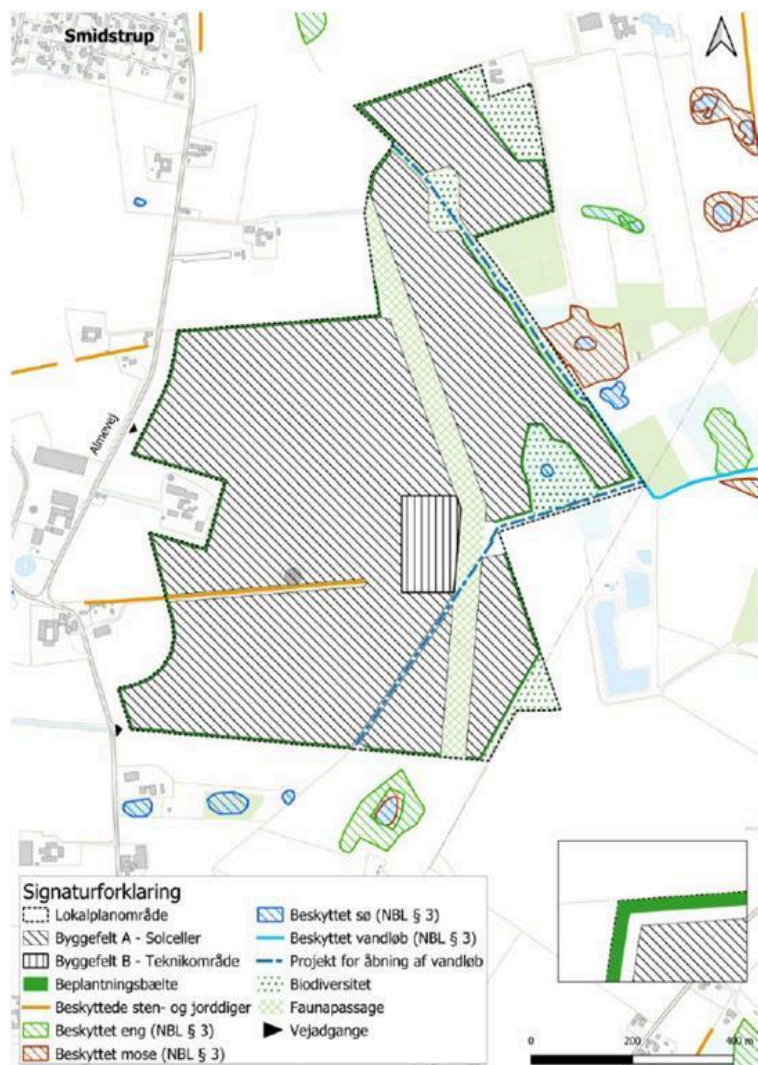 Smidstrup
Almevej
Signaturforklaring
Lokalplanområde
Byggefelt A - Solceller
Byggefelt B - Teknikområde
Beplantningsbælte
Beskyttede sten- og jorddiger
Beskyttet eng (NBL § 3)
Beskyttet mose (NBL § 3)
Beskyttet sø (NBL § 3)
Beskyttet vandløb (NBL § 3)
Projekt for åbning af vandløb
Biodiversitet
Faunapassage
Vejadgange
0 200 400 m